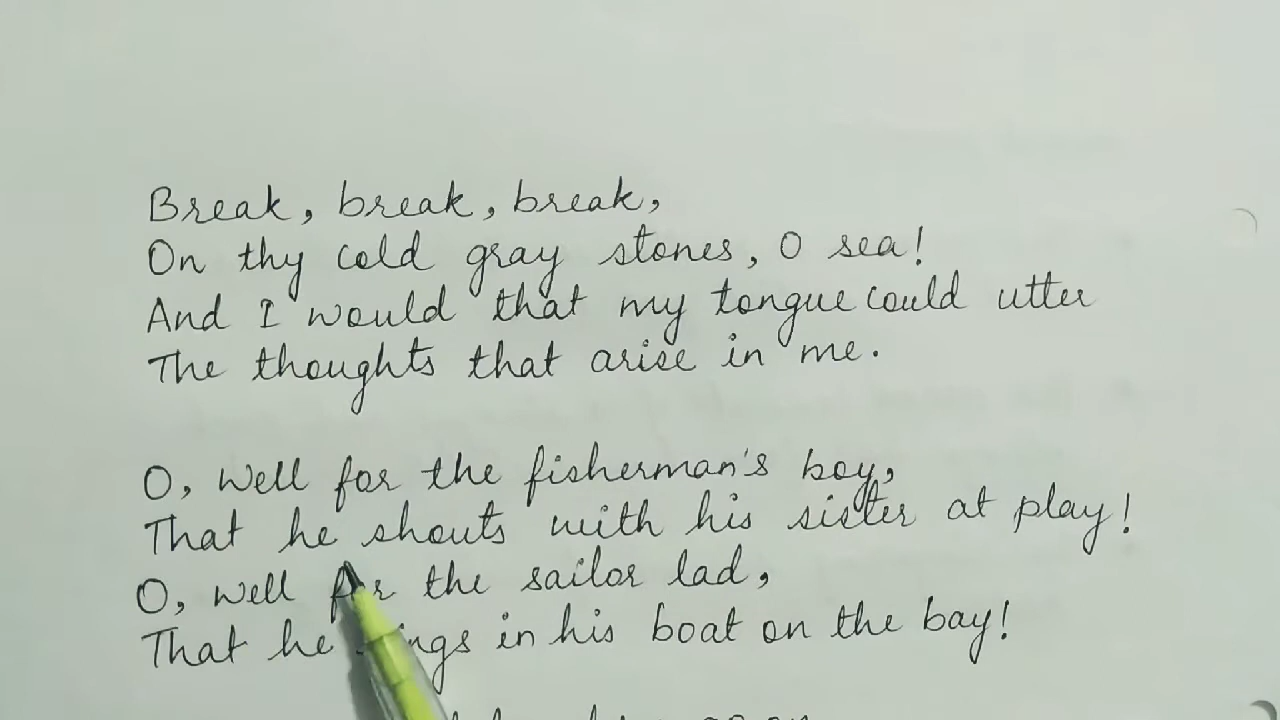 Break, break, break,
On thy cold gray stones, O sea!
And I would that my tongue could utter
The thoughts that arise in me.
O, Well for the fisherman's boy,
That he shouts with his sister at play!
O, well for the sailor lad,
That he sings in his boat on the bay!